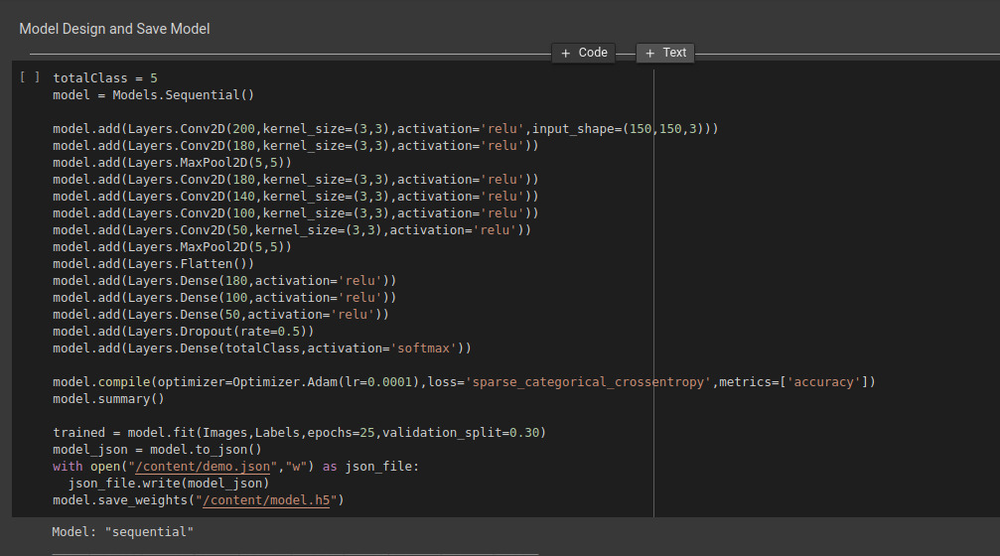 Model Design and Save Model
+ Code + Text
[ ] totalClass = 5
model = Models.Sequential()
model.add(Layers.Conv2D(200,kernel_size=(3,3),activation='relu',input_shape=(150,150,3)))
model.add(Layers.Conv2D(180,kernel_size=(3,3),activation='relu'))
model.add(Layers.MaxPool2D(5,5))
model.add(Layers.Conv2D(180,kernel_size=(3,3),activation='relu'))
model.add(Layers.Conv2D(140,kernel_size=(3,3),activation='relu'))
model.add(Layers.Conv2D(100,kernel_size=(3,3),activation='relu'))
model.add(Layers.Conv2D(50,kernel_size=(3,3),activation='relu'))
model.add(Layers.MaxPool2D(5,5))
model.add(Layers.Flatten())
model.add(Layers.Dense(180,activation='relu'))
model.add(Layers.Dense(100,activation='relu'))
model.add(Layers.Dense(50,activation='relu'))
model.add(Layers.Dropout(rate=0.5))
model.add(Layers.Dense(totalClass,activation='softmax'))
model.compile(optimizer=Optimizer.Adam(lr=0.0001),loss='sparse_categorical_crossentropy',metrics=['accuracy'])
model.summary()
trained = model.fit(Images,Labels,epochs=25,validation_split=0.30)
model_json = model.to_json()
with open("/content/demo.json","w") as json_file:
  json_file.write(model_json)
model.save_weights("/content/model.h5")
Model: "sequential"